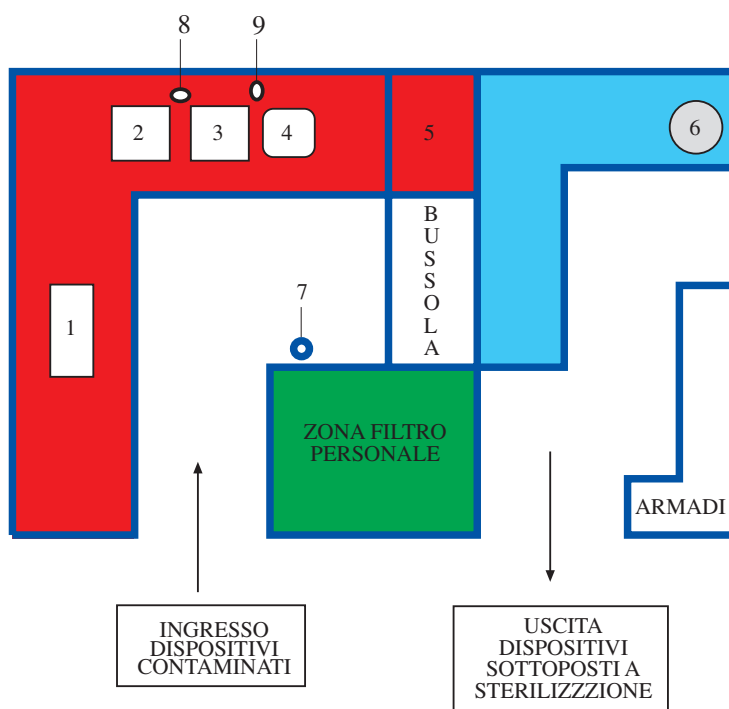 8
9
2
3
4
5
6
B
U
S
S
O
L
A
7
1
ZONA FILTRO
PERSONALE
ARMADI
INGRESSO
DISPOSITIVI
CONTAMINATI
USCITA
DISPOSITIVI
SOTTOPOSTI A
STERILIZZZIONE